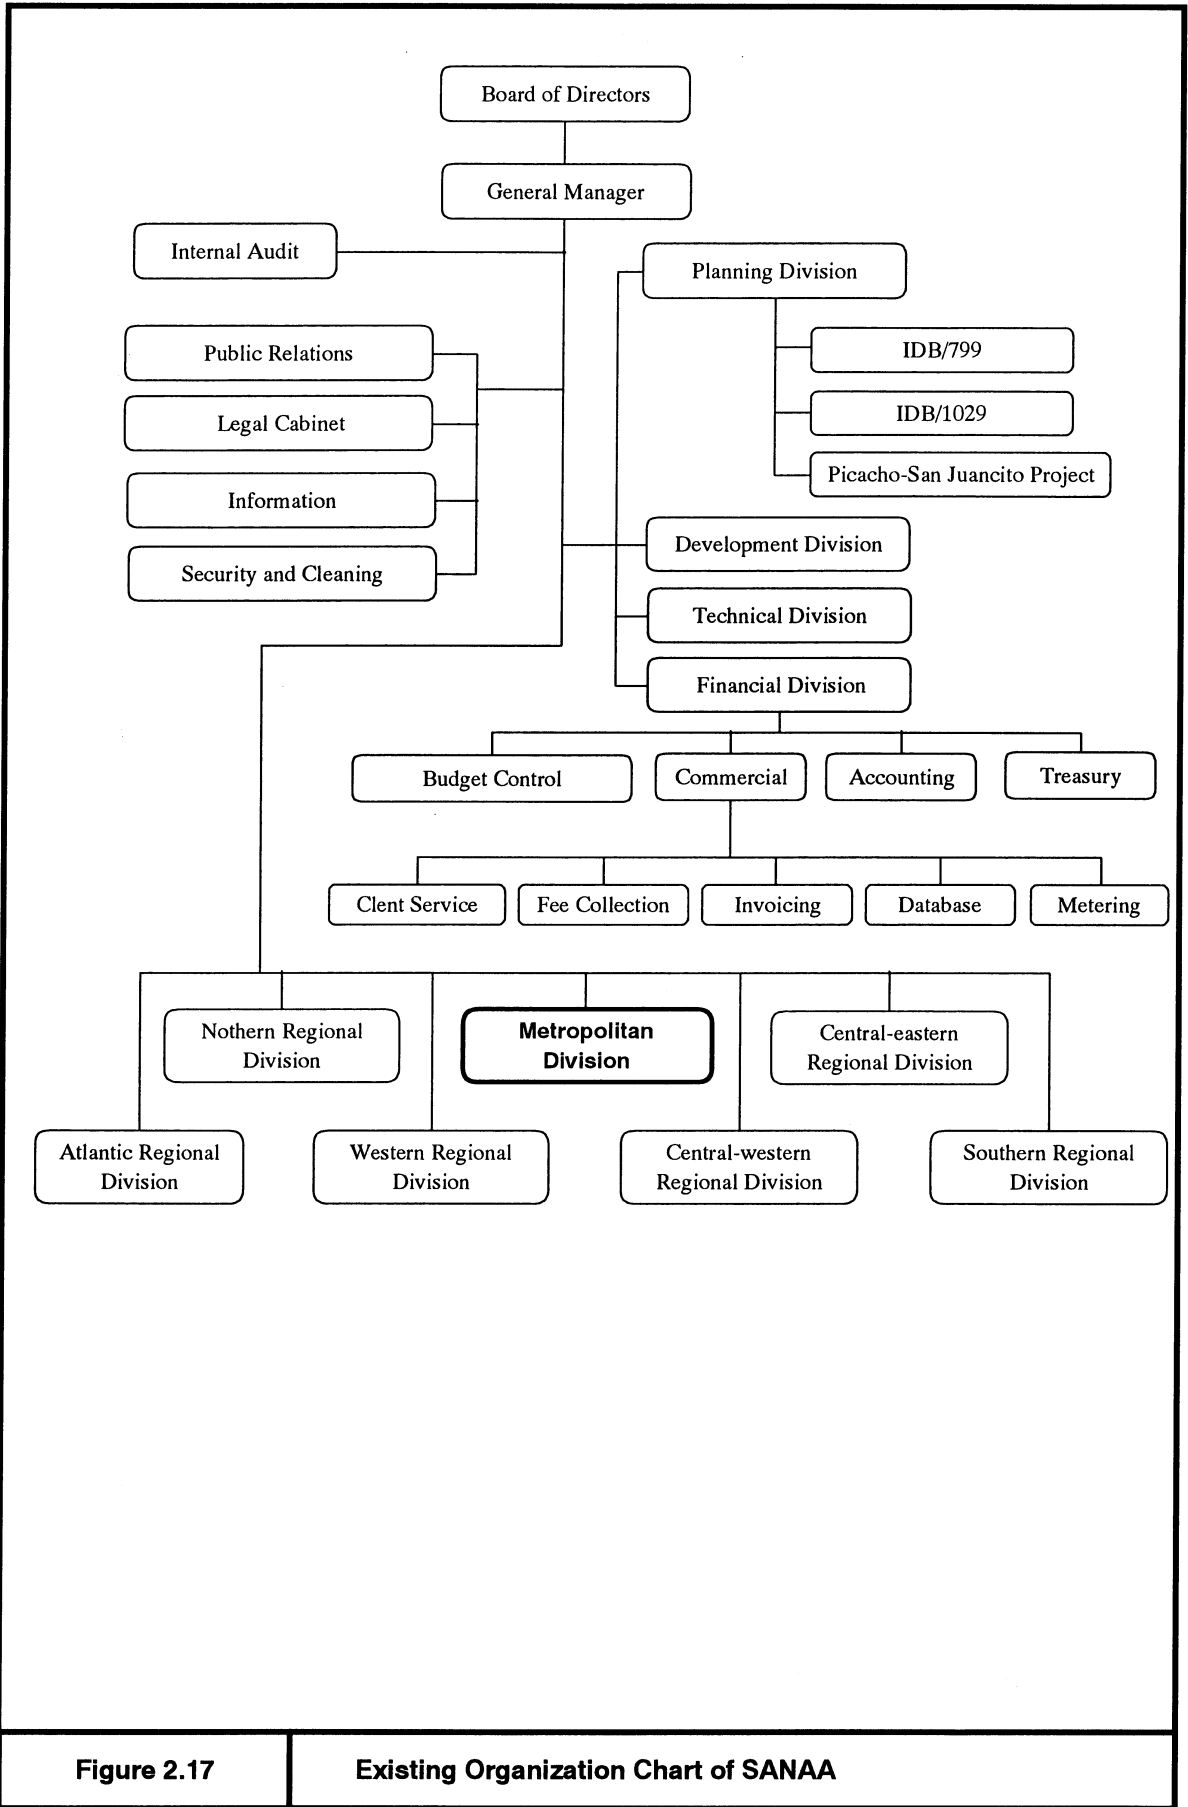 Board of Directors
General Manager
Internal Audit
Planning Division
Public Relations
IDB/799
Legal Cabinet
IDB/1029
Picacho-San Juancito Project
Information
Development Division
Security and Cleaning
Technical Division
Financial Division
Budget Control
Commercial
Accounting
Treasury
Clent Service
Fee Collection
Invoicing
Database
Metering
Nothern Regional
Division
Metropolitan
Division
Central-eastern
Regional Division
Atlantic Regional
Division
Western Regional
Division
Central-western
Regional Division
Southern Regional
Division
Figure 2.17
Existing Organization Chart of SANAA